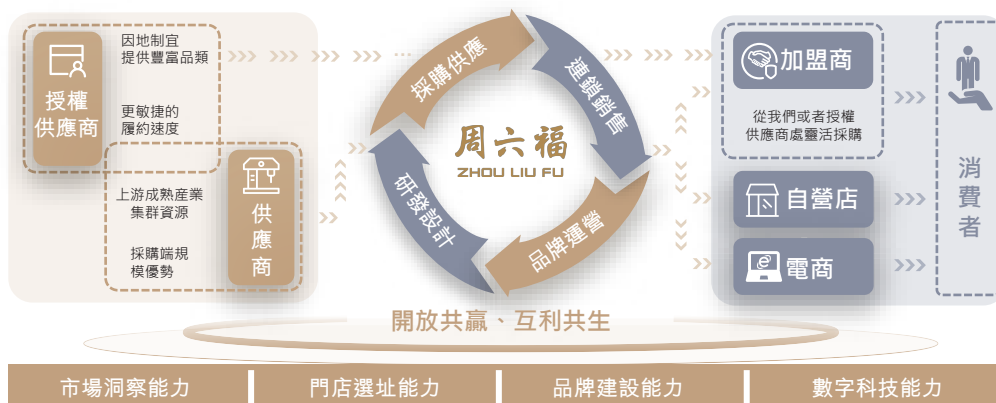 授權
供應商
因地制宜
提供豐富品類
更敏捷的
履約速度
上游成熟產業
集群資源
採購端規
模優勢
供
應
商
採購供應
連鎖銷售
品牌運營
研發設計
周六福
ZHOU LIU FU
加盟商
從我們或者授權
供應商處靈活採購
自營店
電商
消
費
者
開放共贏、互利共生
市場洞察能力
門店選址能力
品牌建設能力
數字科技能力